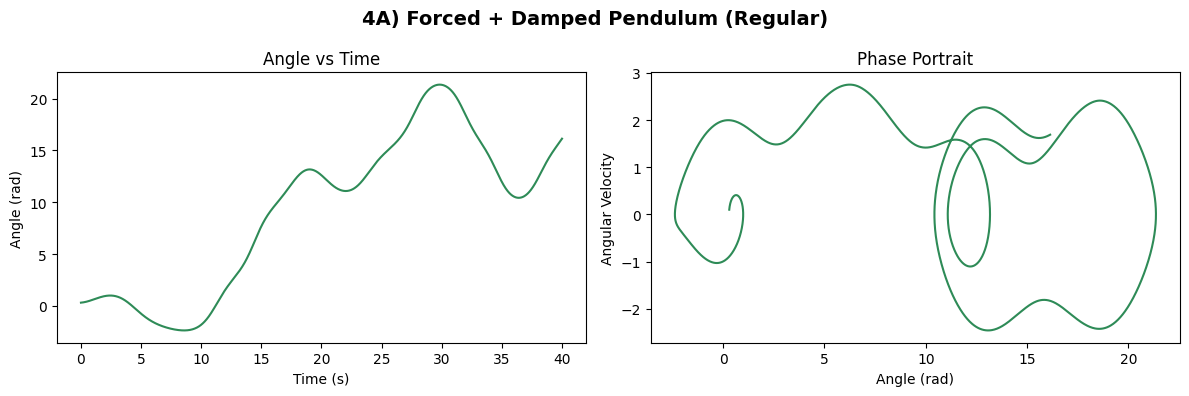 4A) Forced + Damped Pendulum (Regular)
Angle vs Time
Angle (rad)
20
15
10
5
0
0 5 10 15 20 25 30 35 40
Time (s)
Phase Portrait
Angular Velocity
3
2
1
0
−1
−2
0 5 10 15 20
Angle (rad)